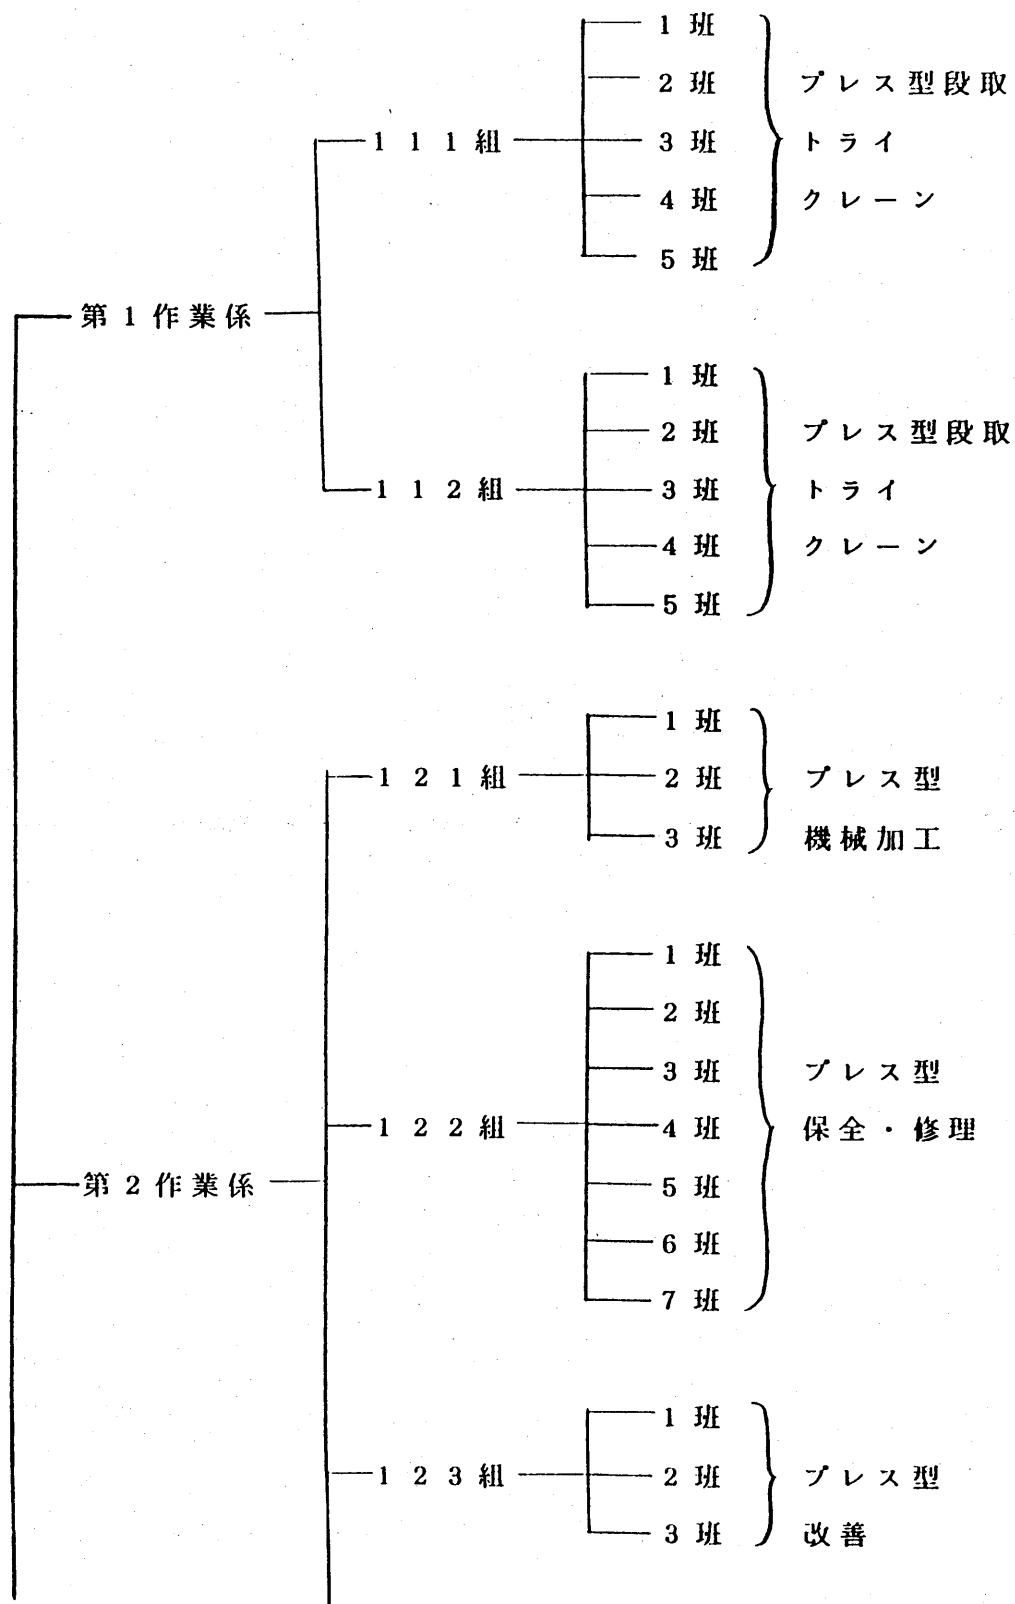 1班
2班 プレス型段取
111組 3班 トライ
4班 クレーン
5班
第1作業係
1班
2班 プレス型段取
112組 3班 トライ
4班 クレーン
5班
1班
121組 2班 プレス型
3班 機械加工
1班
2班
3班 プレス型
122組 4班 保全・修理
第2作業係 5班
6班
7班
1班
123組 2班 プレス型
3班 改善